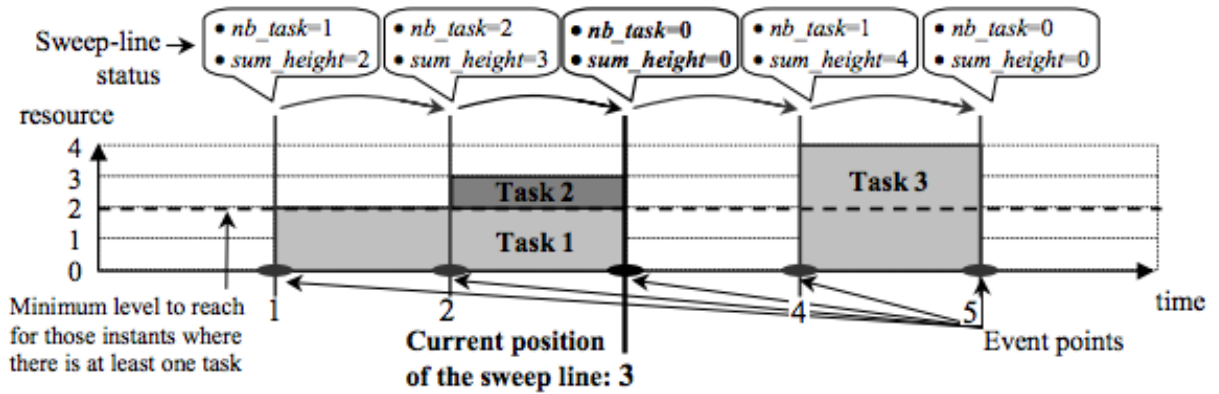 Sweep-line
status
• nb_task=1
• sum_height=2
• nb_task=2
• sum_height=3
• nb_task=0
• sum_height=0
• nb_task=1
• sum_height=4
• nb_task=0
• sum_height=0
resource
4
3
2
1
0
Task 2
Task 1
Task 3
1
2
4
5
time
Minimum level to reach
for those instants where
there is at least one task
Current position
of the sweep line: 3
Event points